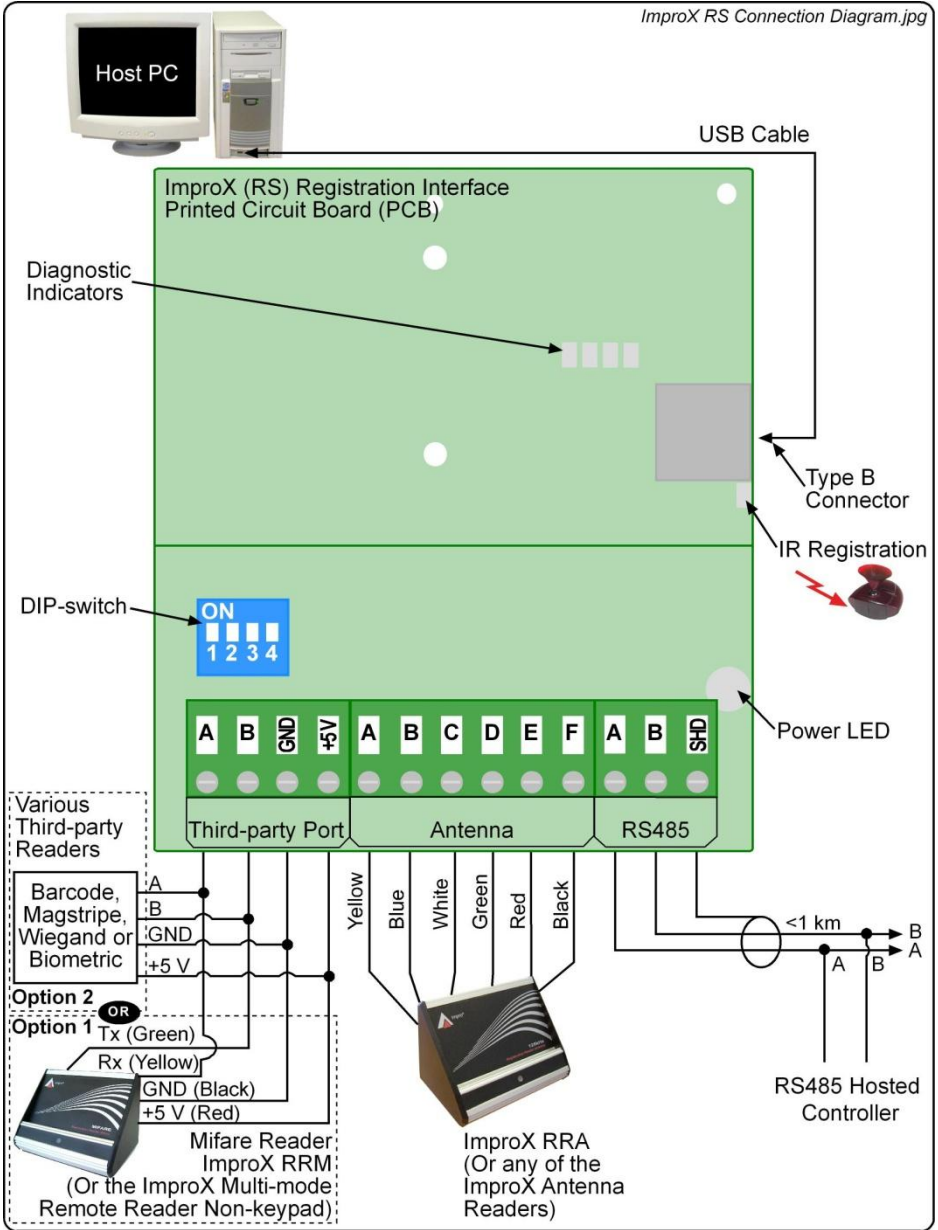 ImproX RS Connection Diagram.jpg
Host PC
USB Cable
ImproX (RS) Registration Interface
Printed Circuit Board (PCB)
Diagnostic
Indicators
Type B
Connector
IR Registration
DIP-switch
ON
1 2 3 4
Power LED
A B GND +5V A B C D E F A B SHD
Third-party Port
Antenna
RS485
Various
Third-party
Readers
Barcode,
Magstripe,
Wiegand or
Biometric
A
B
GND
+5 V
Option 2
OR
Option 1
Tx (Green)
Rx (Yellow)
GND (Black)
+5 V (Red)
Mifare Reader
ImproX RRM
(Or the ImproX Multi-mode
Remote Reader Non-keypad)
Yellow
Blue
White
Green
Red
Black
ImproX RRA
(Or any of the
ImproX Antenna
Readers)
<1 km
B
A
A
B
RS485 Hosted
Controller